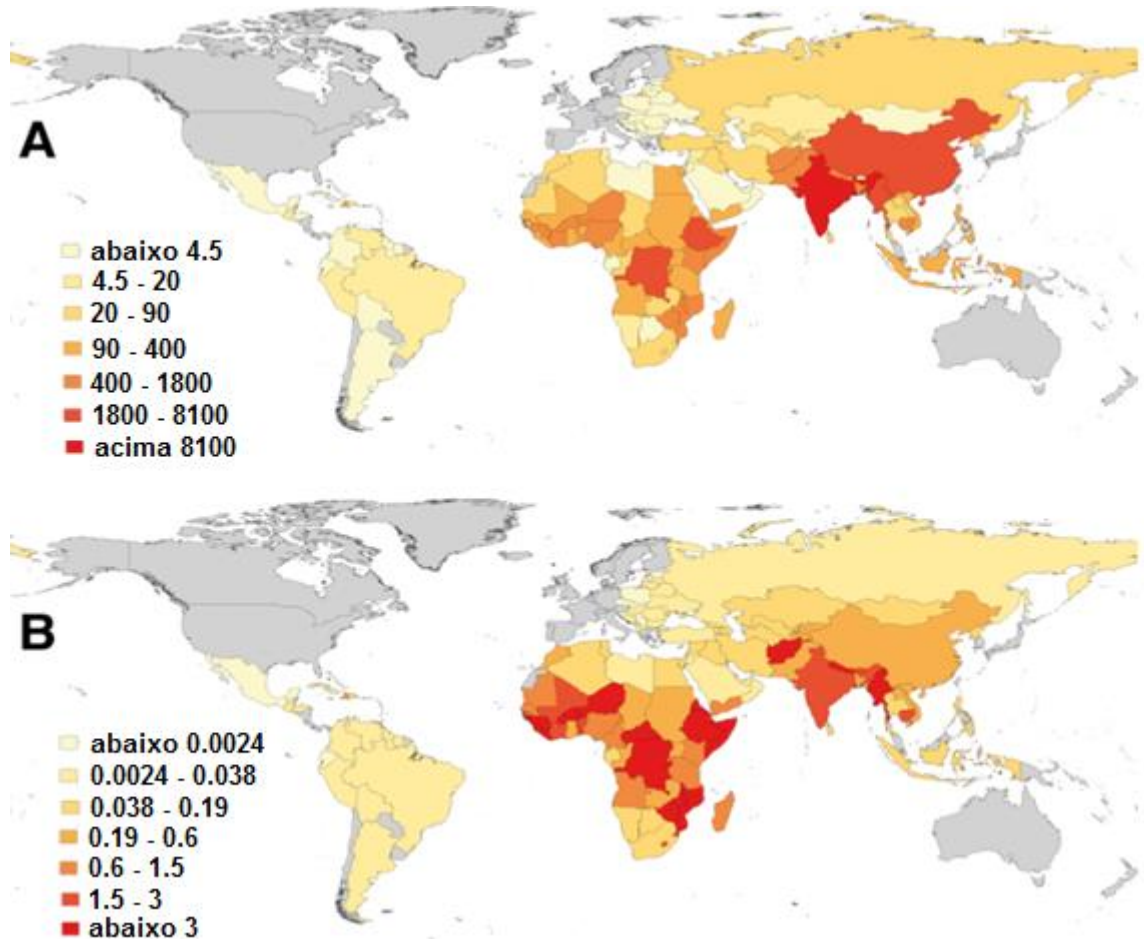 A
abaixo 4.5
4.5 - 20
20 - 90
90 - 400
400 - 1800
1800 - 8100
acima 8100
B
abaixo 0.0024
0.0024 - 0.038
0.038 - 0.19
0.19 - 0.6
0.6 - 1.5
1.5 - 3
abaixo 3